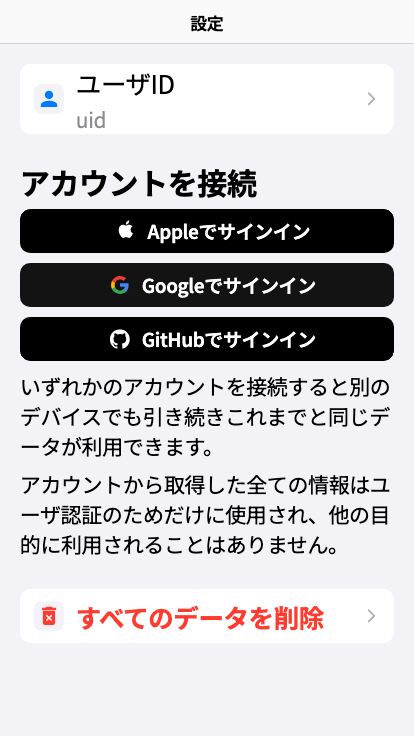 設定
ユーザID
uid
アカウントを接続
Appleでサインイン
Googleでサインイン
GitHubでサインイン
いずれかのアカウントを接続すると別の
デバイスでも引き続きこれまでと同じデ
ータが利用できます。
アカウントから取得した全ての情報はユ
ーザ認証のためだけに使用され、他の目
的に利用されることはありません。
すべてのデータを削除